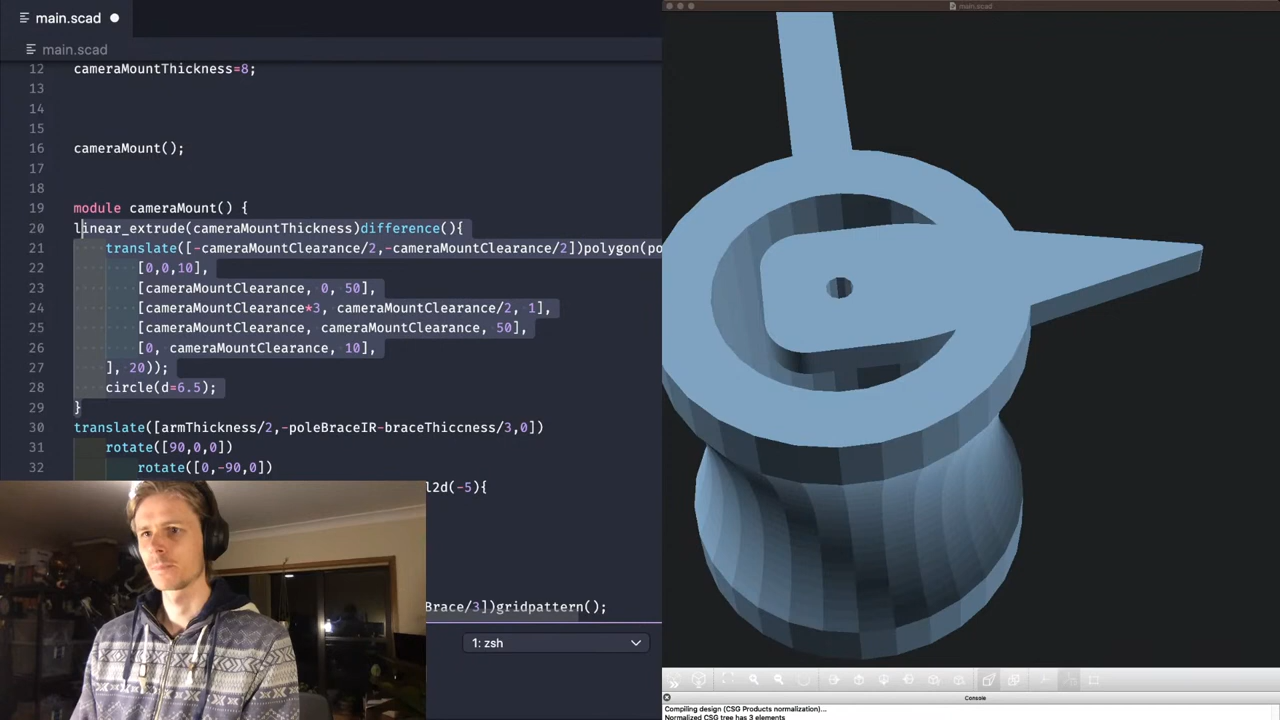 main.scad
main.scad
main.scad
12 cameraMountThickness=8;
13
14
15
16 cameraMount();
17
18
19 module cameraMount() {
20 linear_extrude(cameraMountThickness)difference(){
21 translate([-cameraMountClearance/2,-cameraMountClearance/2])polygon(po
22 [0,0,10],
23 [cameraMountClearance, 0, 50],
24 [cameraMountClearance*3, cameraMountClearance/2, 1],
25 [cameraMountClearance, cameraMountClearance, 50],
26 [0, cameraMountClearance, 10],
27 ], 20));
28 circle(d=6.5);
29 }
30 translate([armThickness/2,-poleBraceIR-braceThiccness/3,0])
31 rotate([90,0,0])
32 rotate([0,-90,0])
l2d(-5){
Brace/3])gridpattern();
1: zsh
Console
Compiling design (CSG Products normalization)...
Normalized CSG tree has 3 elements